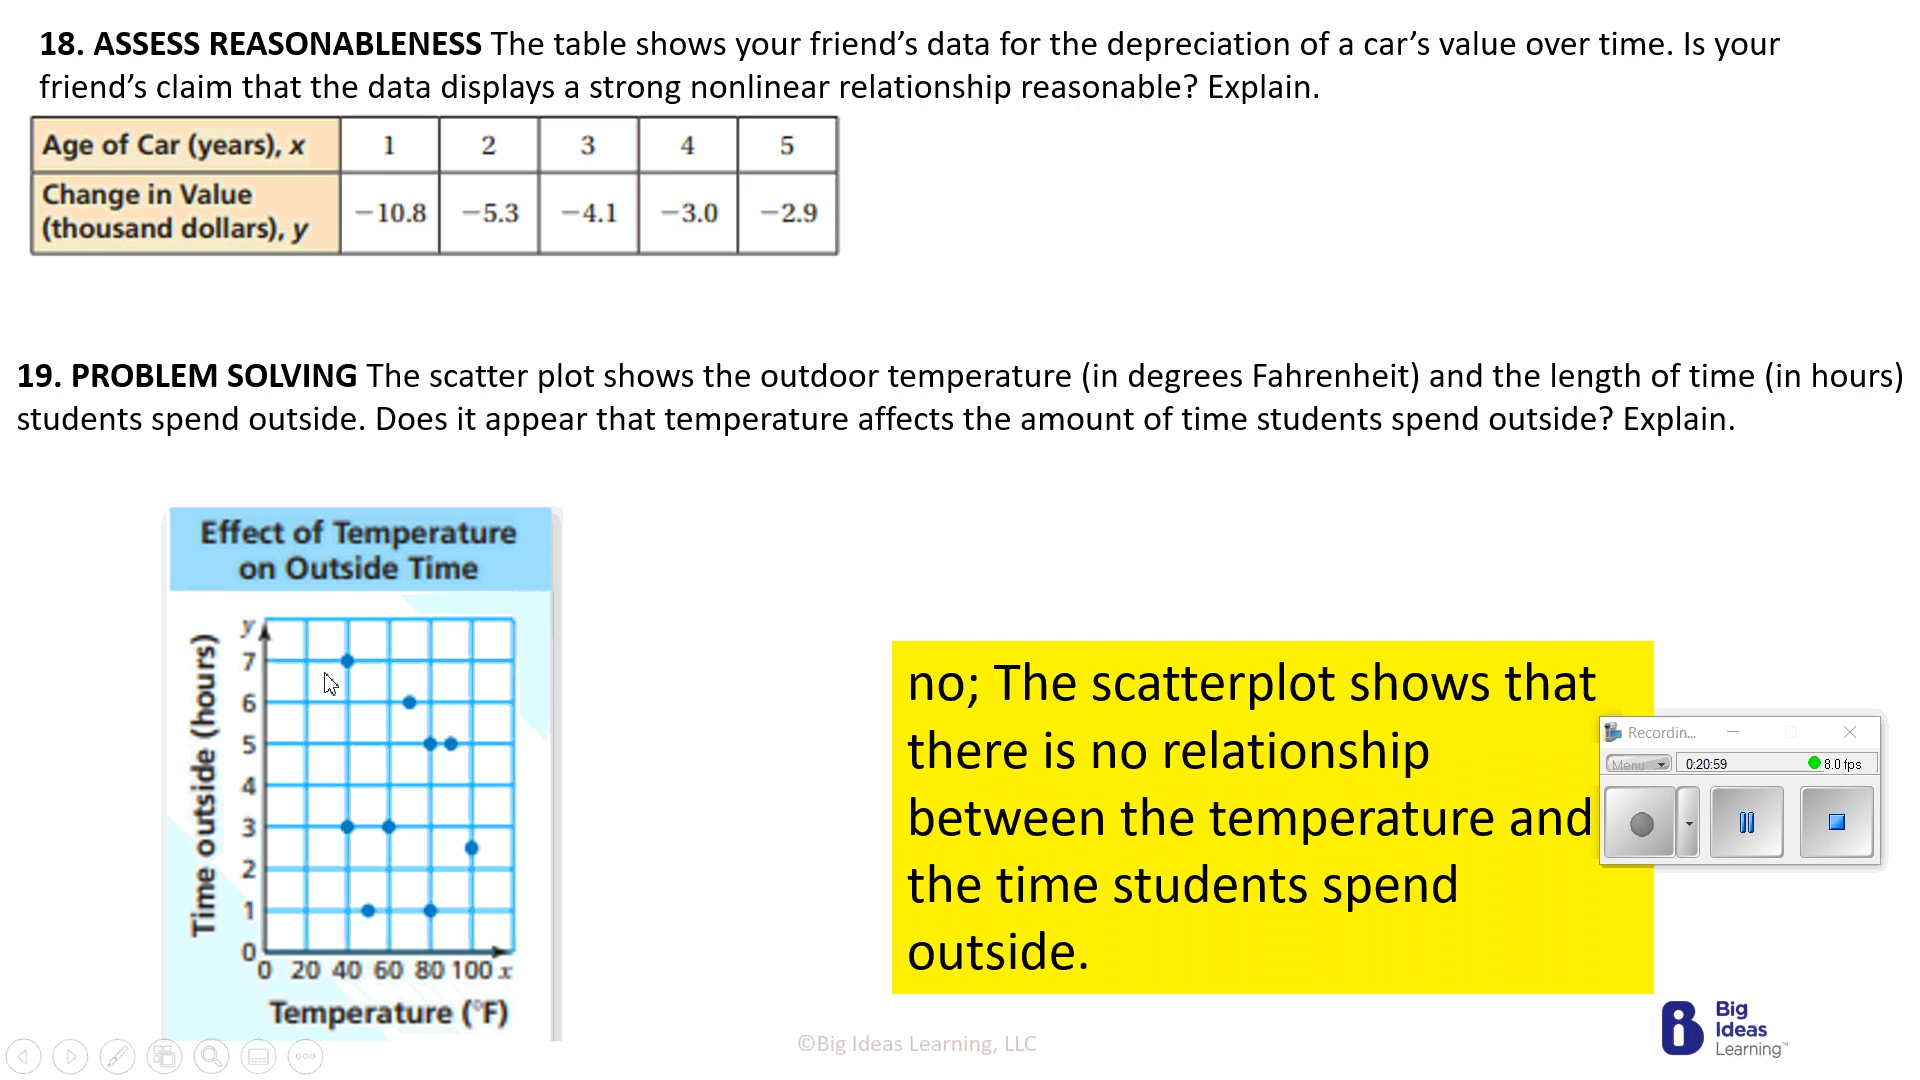 18. ASSESS REASONABLENESS The table shows your friend’s data for the depreciation of a car’s value over time. Is your
friend’s claim that the data displays a strong nonlinear relationship reasonable? Explain.
Age of Car (years), x 1 2 3 4 5
Change in Value
(thousand dollars), y −10.8 −5.3 −4.1 −3.0 −2.9
19. PROBLEM SOLVING The scatter plot shows the outdoor temperature (in degrees Fahrenheit) and the length of time (in hours)
students spend outside. Does it appear that temperature affects the amount of time students spend outside? Explain.
Effect of Temperature
on Outside Time
Time outside (hours)
y
7
6
5
4
3
2
1
0
0 20 40 60 80 100 x
Temperature (°F)
no; The scatterplot shows that
there is no relationship
between the temperature and
the time students spend
outside.
Recordin...
Menu 0:20:59 8.0 fps
Big
Ideas
Learning™
©Big Ideas Learning, LLC